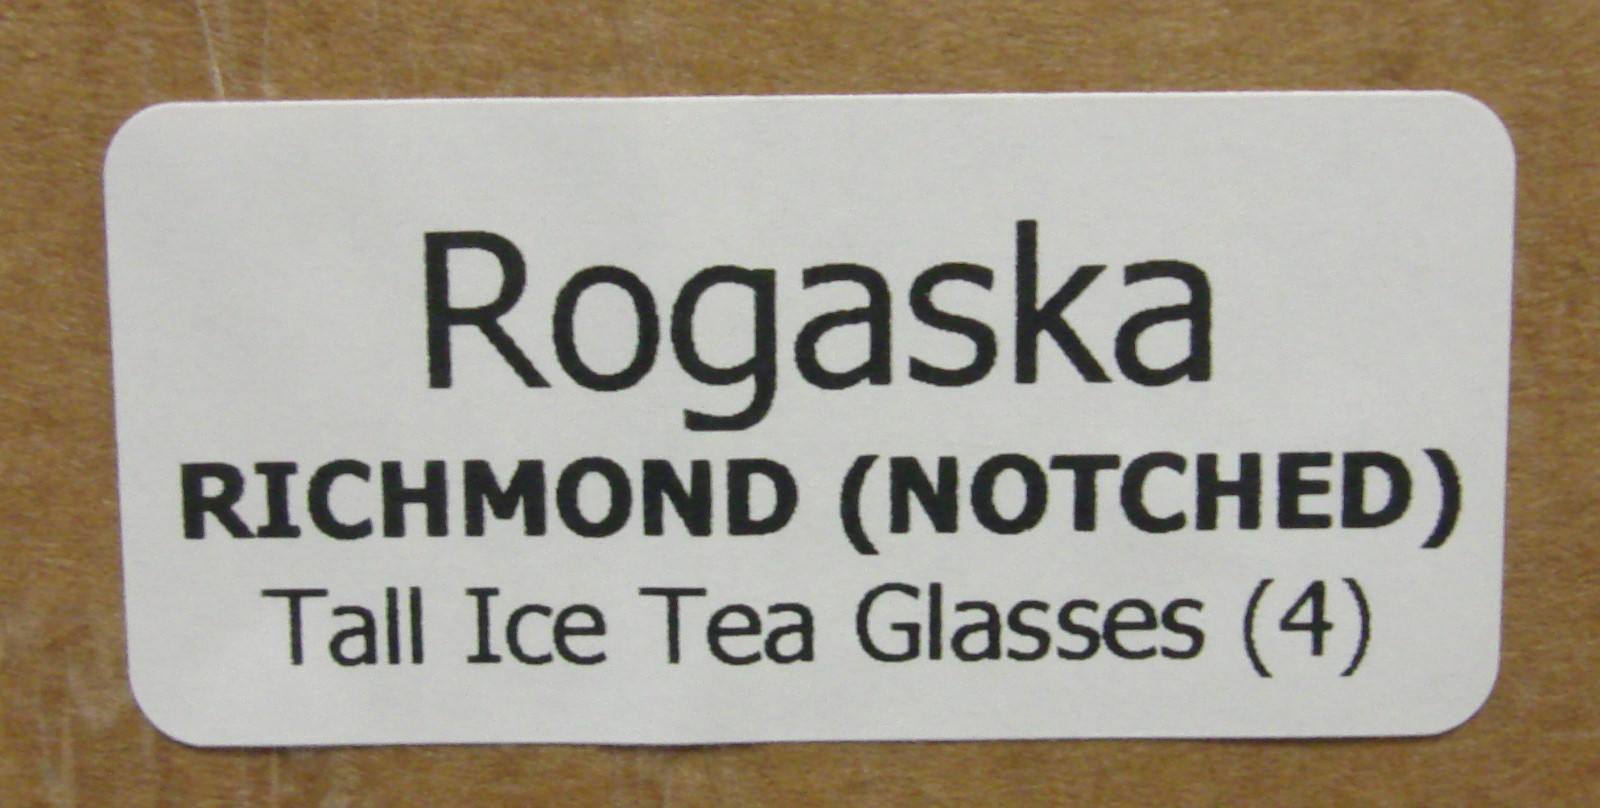 Rogaska
RICHMOND (NOTCHED)
Tall Ice Tea Glasses (4)